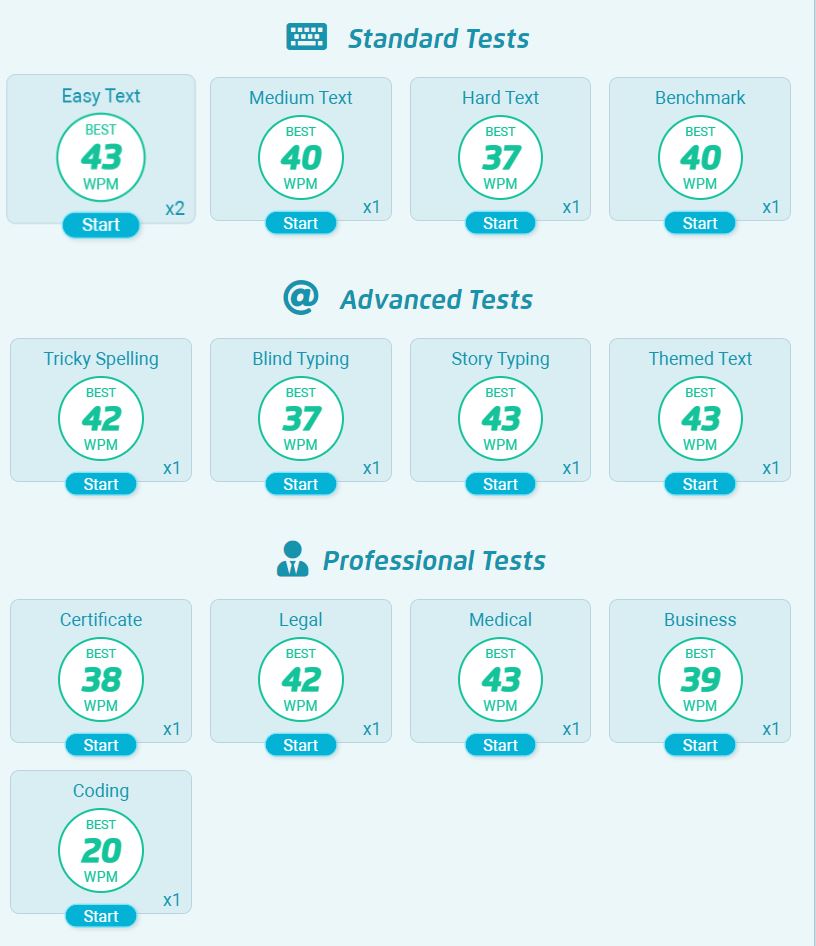 Standard Tests
Easy Text
BEST
43
WPM
x2
Start
Medium Text
BEST
40
WPM
x1
Start
Hard Text
BEST
37
WPM
x1
Start
Benchmark
BEST
40
WPM
x1
Start
@ Advanced Tests
Tricky Spelling
BEST
42
WPM
x1
Start
Blind Typing
BEST
37
WPM
x1
Start
Story Typing
BEST
43
WPM
x1
Start
Themed Text
BEST
43
WPM
x1
Start
Professional Tests
Certificate
BEST
38
WPM
x1
Start
Legal
BEST
42
WPM
x1
Start
Medical
BEST
43
WPM
x1
Start
Business
BEST
39
WPM
x1
Start
Coding
BEST
20
WPM
x1
Start